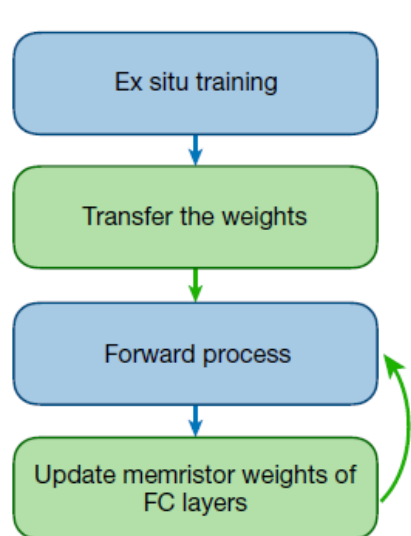 Ex situ training
Transfer the weights
Forward process
Update memristor weights of
FC layers